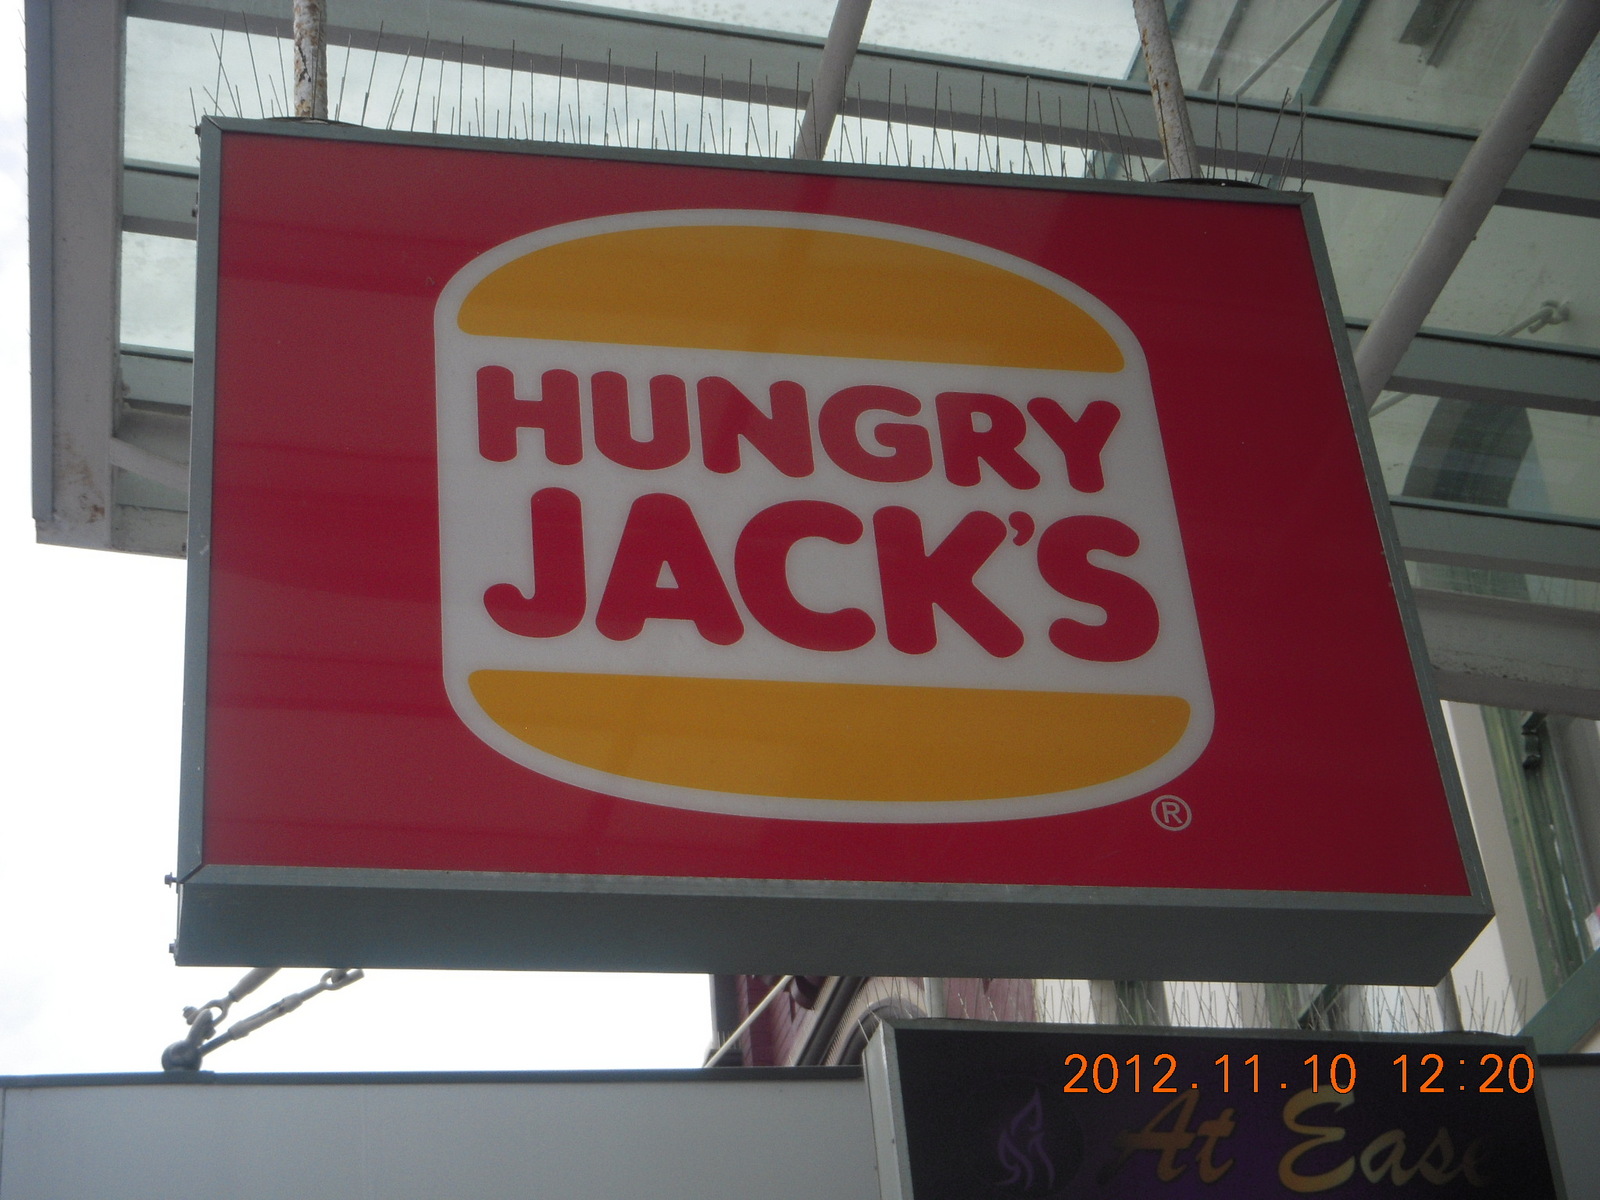 HUNGRY
JACK'S
®
2012.11.10 12:20
At Ease